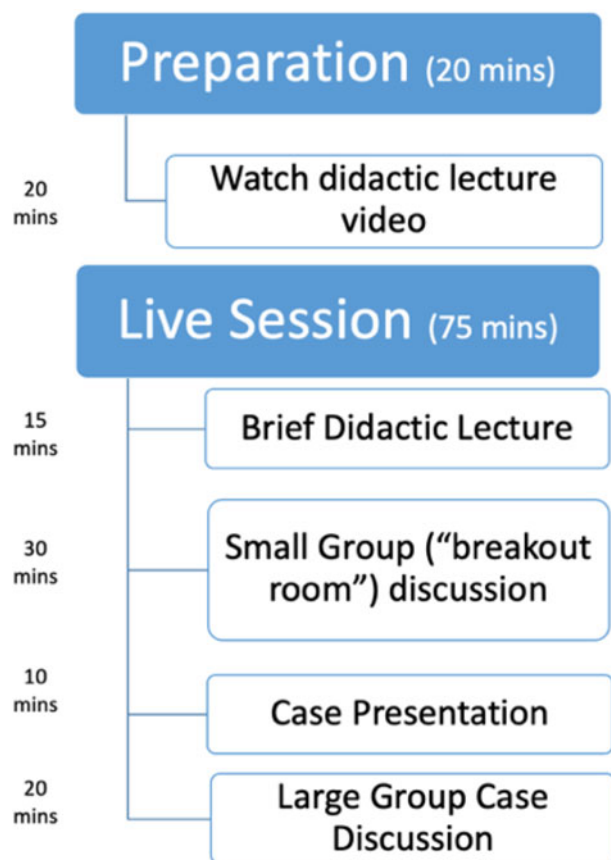 Preparation (20 mins)
20
mins
Watch didactic lecture
video
Live Session (75 mins)
15
mins
Brief Didactic Lecture
30
mins
Small Group (“breakout
room”) discussion
10
mins
Case Presentation
20
mins
Large Group Case
Discussion